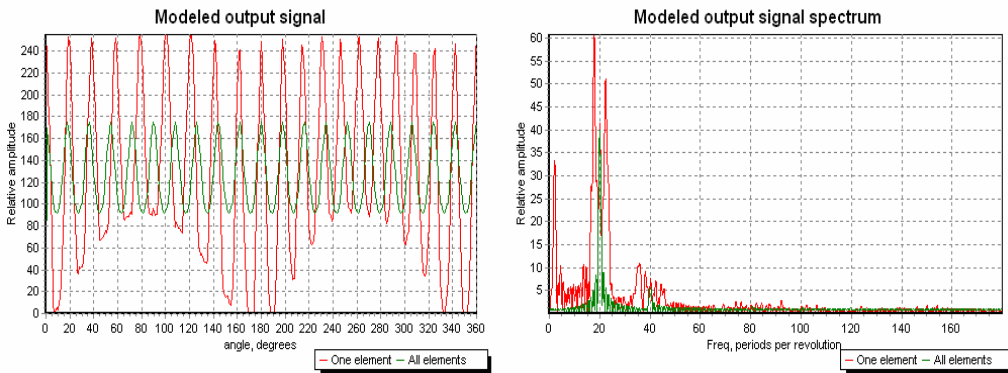 Modeled output signal
Relative amplitude
240
220
200
180
160
140
120
100
80
60
40
20
0
0 20 40 60 80 100 120 140 160 180 200 220 240 260 280 300 320 340 360
angle, degrees
One element All elements
Modeled output signal spectrum
Relative amplitude
60
55
50
45
40
35
30
25
20
15
10
5
0 20 40 60 80 100 120 140 160
Freq, periods per revolution
One element All elements